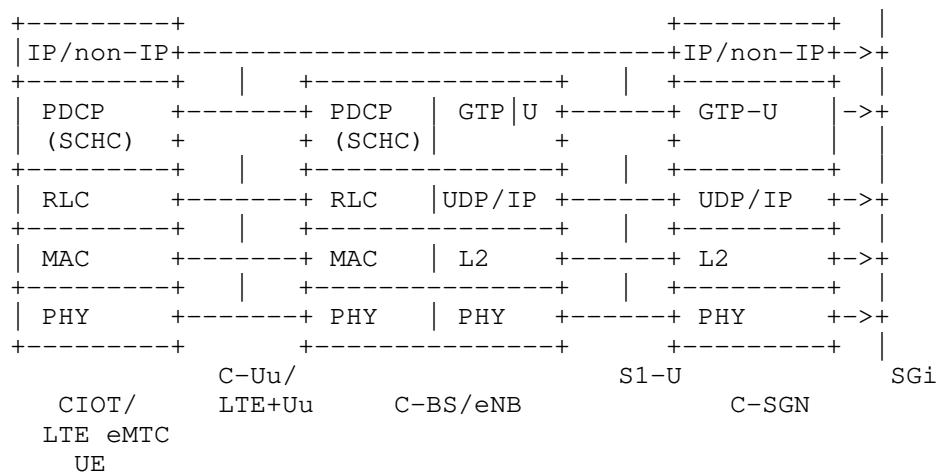 +---------+                              +---------+  |
|IP/non-IP+------------------------------+IP/non-IP+->+
+---------+   |   +---------------+   |  +---------+  |
| PDCP    +-------+ PDCP  | GTP|U +------+ GTP-U   |->+
| (SCHC)  +       + (SCHC)|       +      +         |  |
+---------+   |   +---------------+   |  +---------+  |
| RLC     +-------+ RLC   |UDP/IP +------+ UDP/IP  +->+
+---------+   |   +---------------+   |  +---------+  |
| MAC     +-------+ MAC   | L2    +------+ L2      +->+
+---------+   |   +---------------+   |  +---------+  |
| PHY     +-------+ PHY   | PHY   +------+ PHY     +->+
+---------+       +---------------+      +---------+  |
            C-Uu/                    S1-U             SGi
   CIOT/    LTE+Uu     C-BS/eNB             C-SGN
  LTE eMTC
    UE